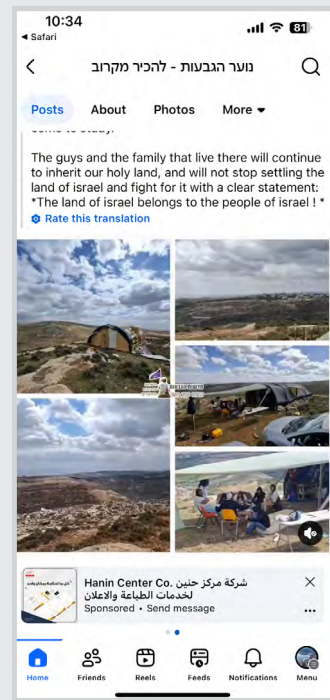 10:34
81
Safari
נוער הגבעות - להכיר מקרוב
Posts About Photos More
come to study.
The guys and the family that live there will continue
to inherit our holy land, and will not stop settling the
land of israel and fight for it with a clear statement:
*The land of israel belongs to the people of israel ! *
Rate this translation
Hanin Center Co. شركة مركز حنين
لخدمات الطباعة والاعلان
Sponsored • Send message
Home Friends Reels Feeds Notifications Menu